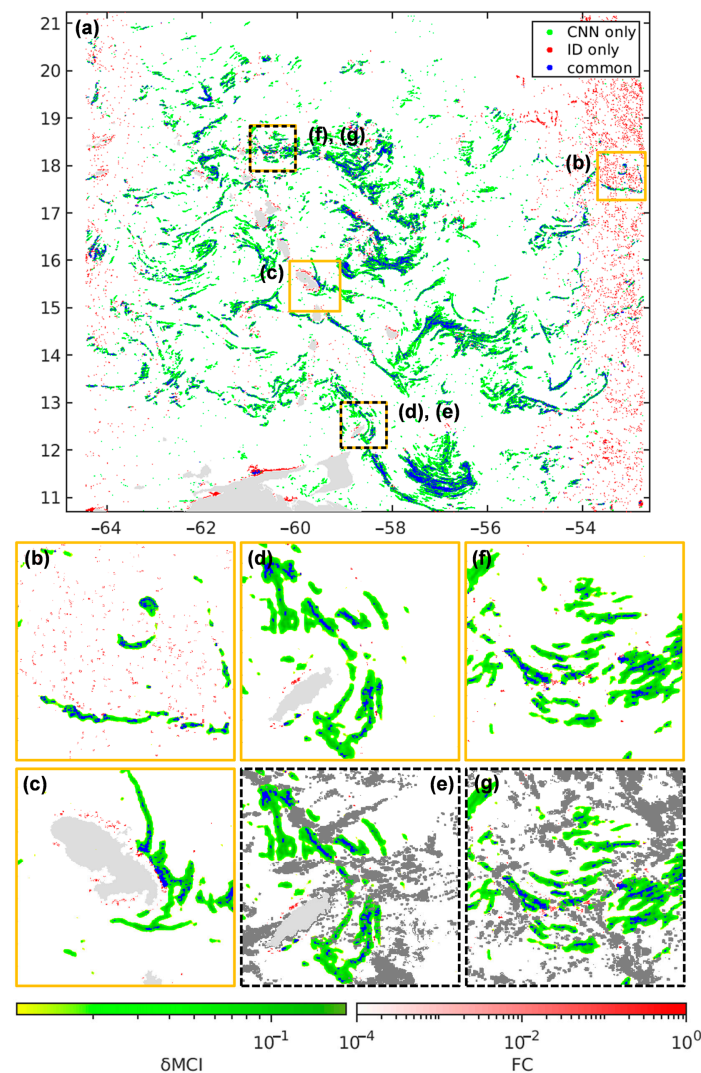 (a)
CNN only
ID only
common
21
20
19
18
17
16
15
14
13
12
11
(f), (g)
(b)
(c)
(d), (e)
−64
−62
−60
−58
−56
−54
(b)
(d)
(f)
(c)
(e)
(g)
10⁻¹
10⁻⁴
10⁻²
10⁰
δMCI
FC